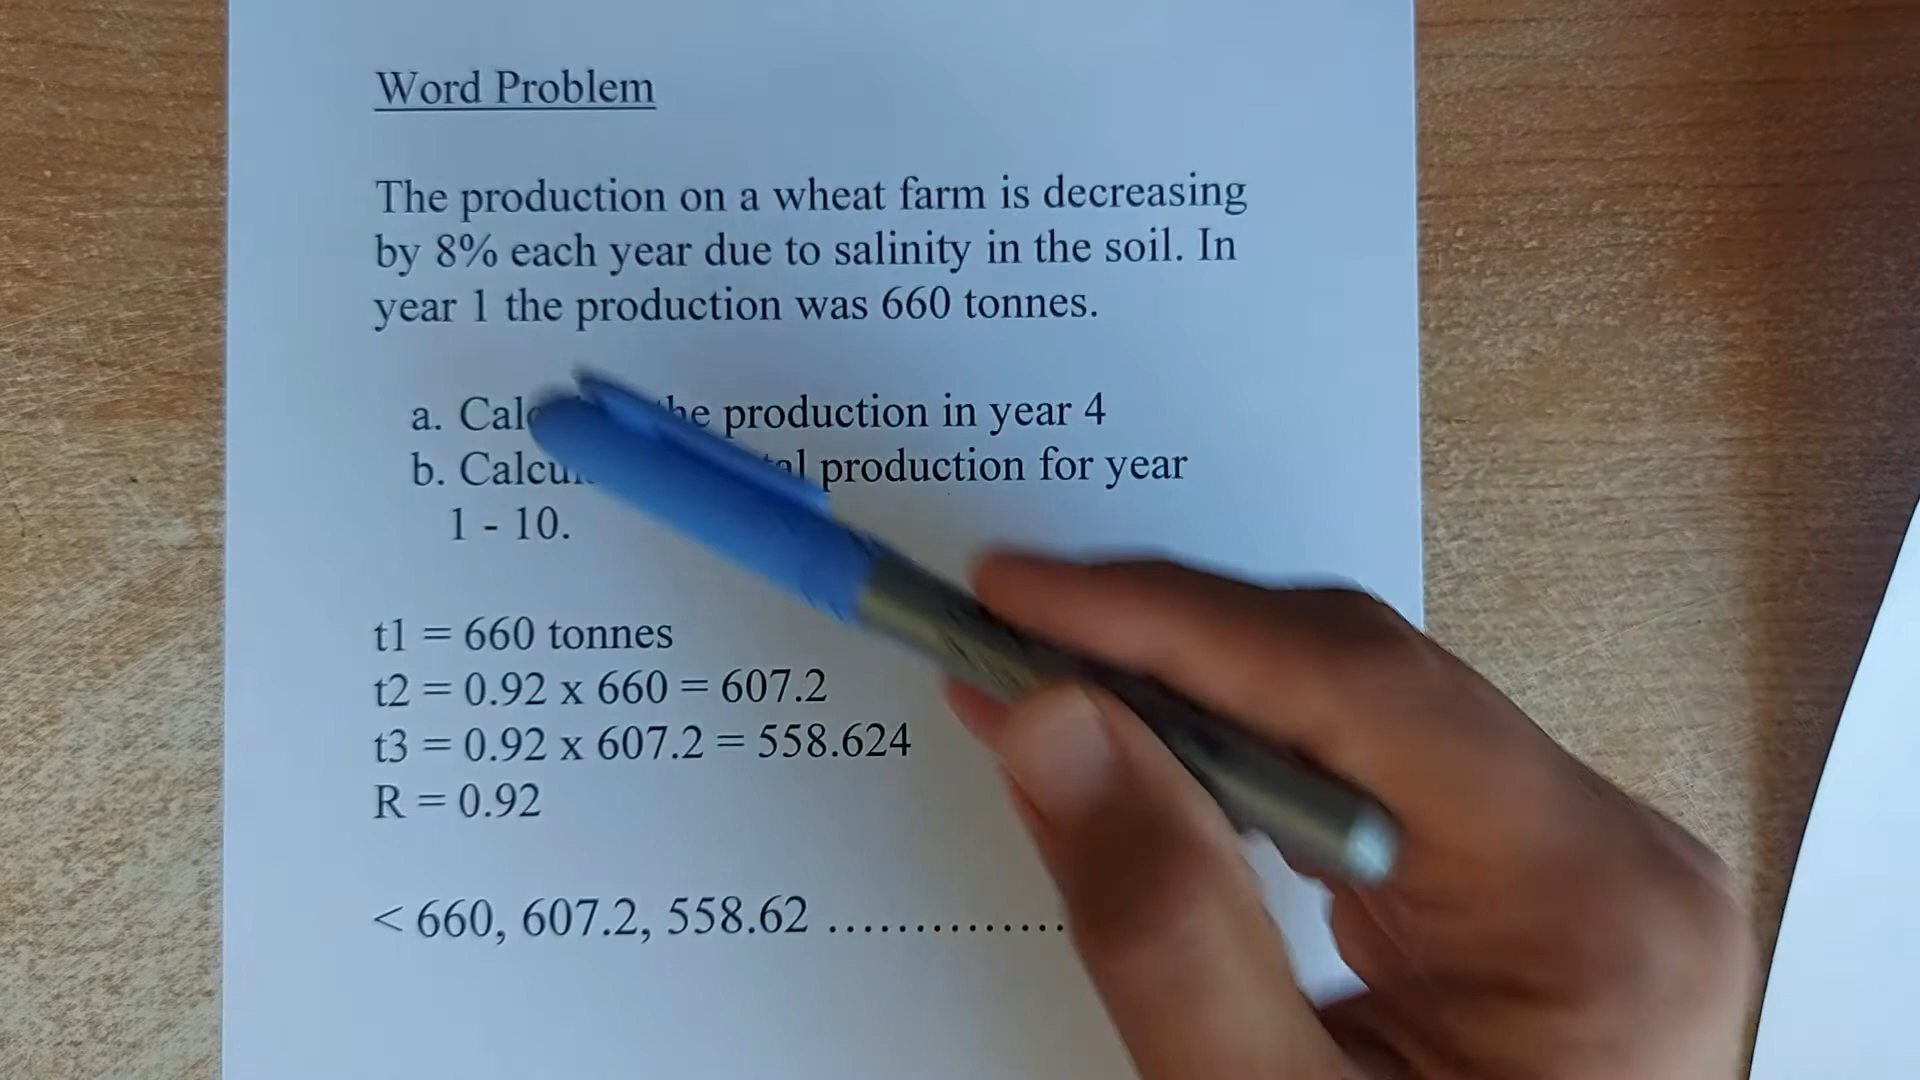 Word Problem
The production on a wheat farm is decreasing
by 8% each year due to salinity in the soil. In
year 1 the production was 660 tonnes.
a. the production in year 4
b. production for year
1 - 10.
t1 = 660 tonnes
t2 = 0.92 x 660 = 607.2
t3 = 0.92 x 607.2 = 558.624
R = 0.92
< 660, 607.2, 558.62 ................